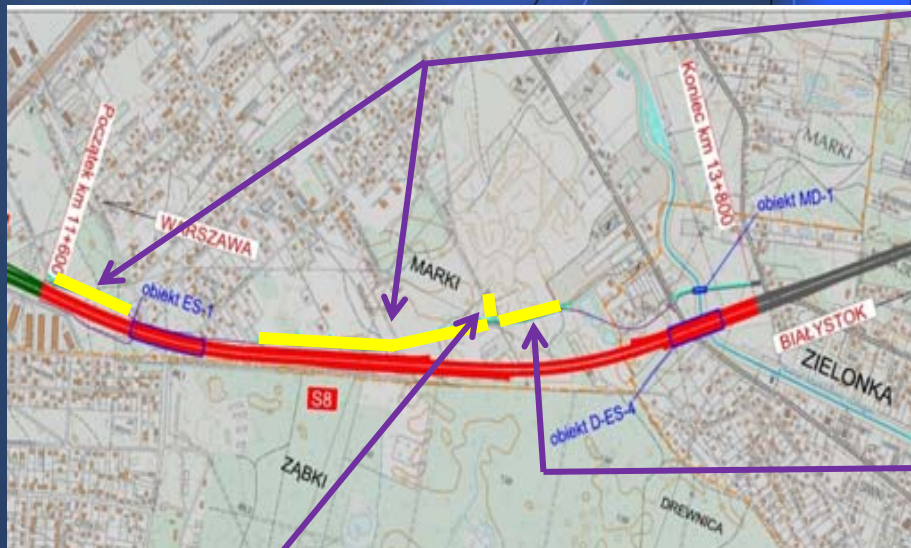 Początek km 11+600
WARSZAWA
obiekt ES-1
MARKI
Koniec km 13+800
MARKI
obiekt MD-1
BIAŁYSTOK
ZIELONKA
obiekt D-ES-4
S8
ZĄBKI
DREWNICA